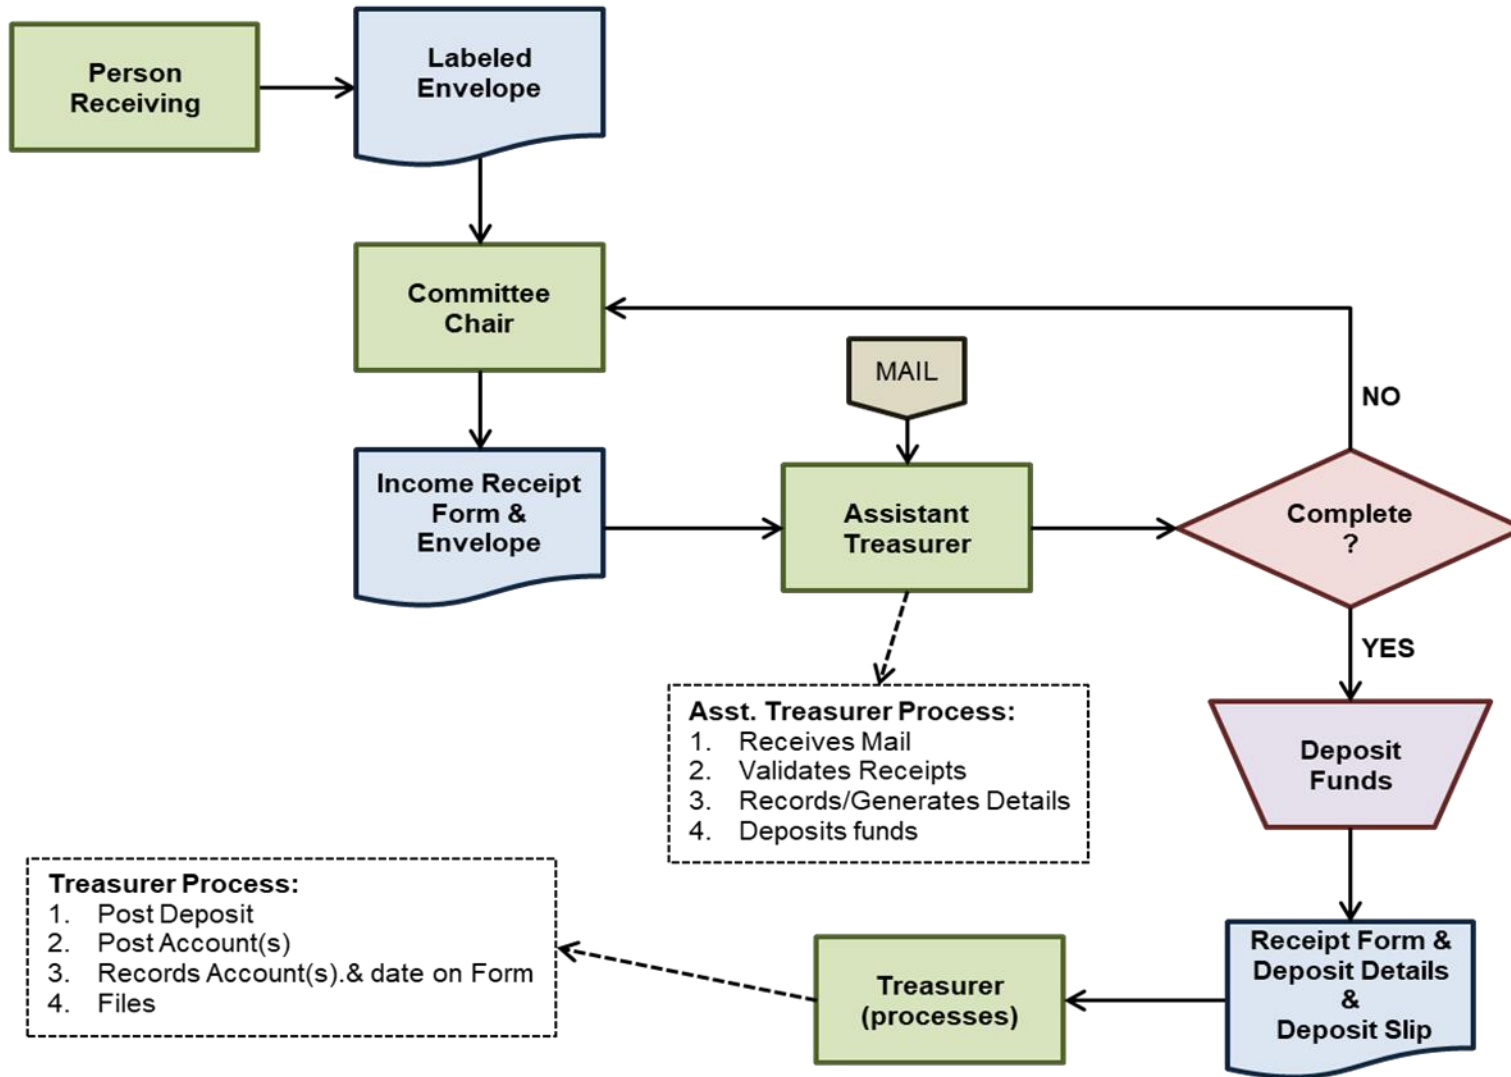 Person
Receiving
Labeled
Envelope
Committee
Chair
MAIL
NO
Income Receipt
Form &
Envelope
Assistant
Treasurer
Complete
?
YES
Asst. Treasurer Process:
1. Receives Mail
2. Validates Receipts
3. Records/Generates Details
4. Deposits funds
Deposit
Funds
Treasurer Process:
1. Post Deposit
2. Post Account(s)
3. Records Account(s).& date on Form
4. Files
Treasurer
(processes)
Receipt Form &
Deposit Details
&
Deposit Slip